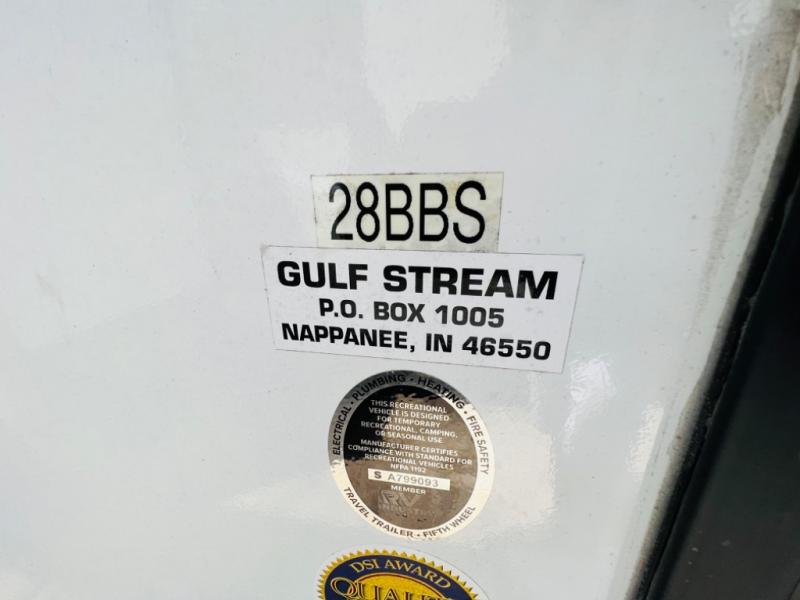 28BBS
GULF STREAM
P.O. BOX 1005
NAPPANEE, IN 46550
ELECTRICAL • PLUMBING • HEATING • FIRE SAFETY
THIS RECREATIONAL
VEHICLE IS DESIGNED
FOR TEMPORARY
RECREATIONAL, CAMPING,
OR SEASONAL USE
MANUFACTURER CERTIFIES
COMPLIANCE WITH STANDARD FOR
RECREATIONAL VEHICLES
NFPA 1192
S A799093
MEMBER
RV
INDUSTRY
TRAVEL TRAILER • FIFTH WHEEL
DSI AWARD